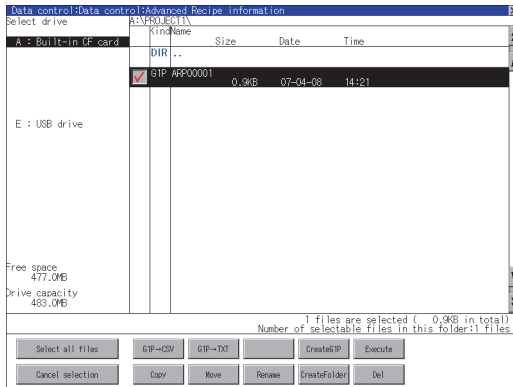 Data control:Data control:Advanced Recipe information
Select drive
A:\PROJECT1\
Kind Name
Size Date Time
A : Built-in CF card
DIR ..
G1P ARP00001
0.9KB 07-04-08 14:21
E : USB drive
Free space
477.0MB
Drive capacity
483.0MB
1 files are selected ( 0.9KB in total)
Number of selectable files in this folder:1 files
Select all files G1P→CSV G1P→TXT CreateG1P Execute
Cancel selection Copy Move Rename CreateFolder Del